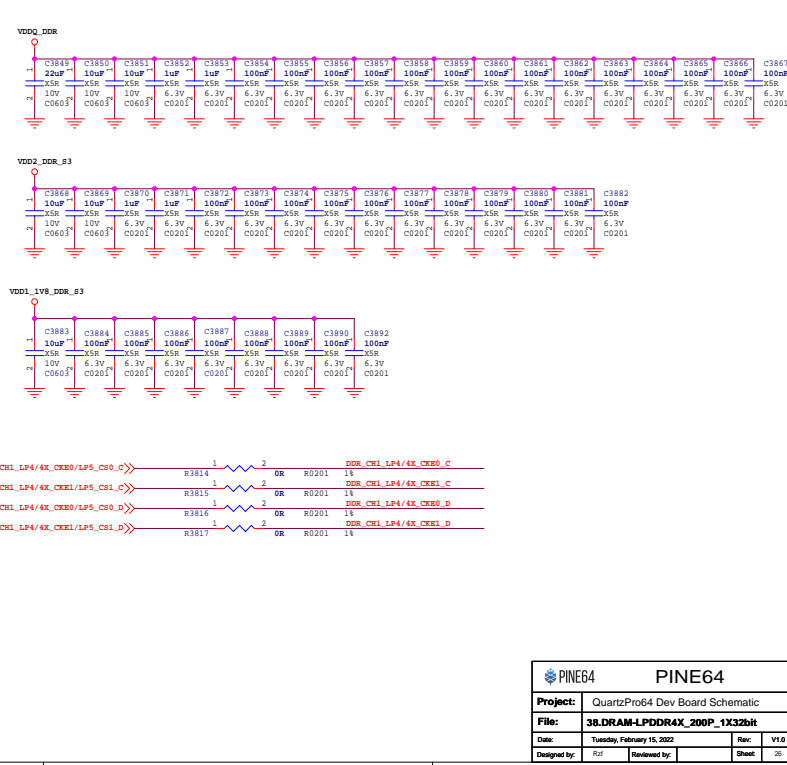 VDDQ_DDR
C3849 C3850 C3851 C3852 C3853 C3854 C3855 C3856 C3857 C3858 C3859 C3860 C3861 C3862 C3863 C3864 C3865 C3866 C3867
22uF 10uF 10uF 1uF 1uF 100nF 100nF 100nF 100nF 100nF 100nF 100nF 100nF 100nF 100nF 100nF 100nF 100nF 100nF
X5R X5R X5R X5R X5R X5R X5R X5R X5R X5R X5R X5R X5R X5R X5R X5R X5R X5R X5R
10V 10V 10V 6.3V 6.3V 6.3V 6.3V 6.3V 6.3V 6.3V 6.3V 6.3V 6.3V 6.3V 6.3V 6.3V 6.3V 6.3V 6.3V
C0603 C0603 C0603 C0201 C0201 C0201 C0201 C0201 C0201 C0201 C0201 C0201 C0201 C0201 C0201 C0201 C0201 C0201 C0201
VDD2_DDR_S3
C3868 C3869 C3870 C3871 C3872 C3873 C3874 C3875 C3876 C3877 C3878 C3879 C3880 C3881 C3882
10uF 10uF 1uF 1uF 100nF 100nF 100nF 100nF 100nF 100nF 100nF 100nF 100nF 100nF 100nF
X5R X5R X5R X5R X5R X5R X5R X5R X5R X5R X5R X5R X5R X5R X5R
10V 10V 6.3V 6.3V 6.3V 6.3V 6.3V 6.3V 6.3V 6.3V 6.3V 6.3V 6.3V 6.3V 6.3V
C0603 C0603 C0201 C0201 C0201 C0201 C0201 C0201 C0201 C0201 C0201 C0201 C0201 C0201 C0201
VDD1_1V8_DDR_S3
C3883 C3884 C3885 C3886 C3887 C3888 C3889 C3890 C3892
10uF 100nF 100nF 100nF 100nF 100nF 100nF 100nF 100nF
X5R X5R X5R X5R X5R X5R X5R X5R X5R
10V 6.3V 6.3V 6.3V 6.3V 6.3V 6.3V 6.3V 6.3V
C0603 C0201 C0201 C0201 C0201 C0201 C0201 C0201 C0201
CH1_LP4/4X_CKE0/LP5_CS0_C 1 2 DDR_CH1_LP4/4X_CKE0_C
R3814 0R R0201 1%
CH1_LP4/4X_CKE1/LP5_CS1_C 1 2 DDR_CH1_LP4/4X_CKE1_C
R3815 0R R0201 1%
CH1_LP4/4X_CKE0/LP5_CS0_D 1 2 DDR_CH1_LP4/4X_CKE0_D
R3816 0R R0201 1%
CH1_LP4/4X_CKE1/LP5_CS1_D 1 2 DDR_CH1_LP4/4X_CKE1_D
R3817 0R R0201 1%
PINE64 PINE64
Project: QuartzPro64 Dev Board Schematic
File: 38.DRAM-LPDDR4X_200P_1X32bit
Date: Tuesday, February 15, 2022 Rev: V1.0
Designed by: Rzf Reviewed by: Sheet: 26